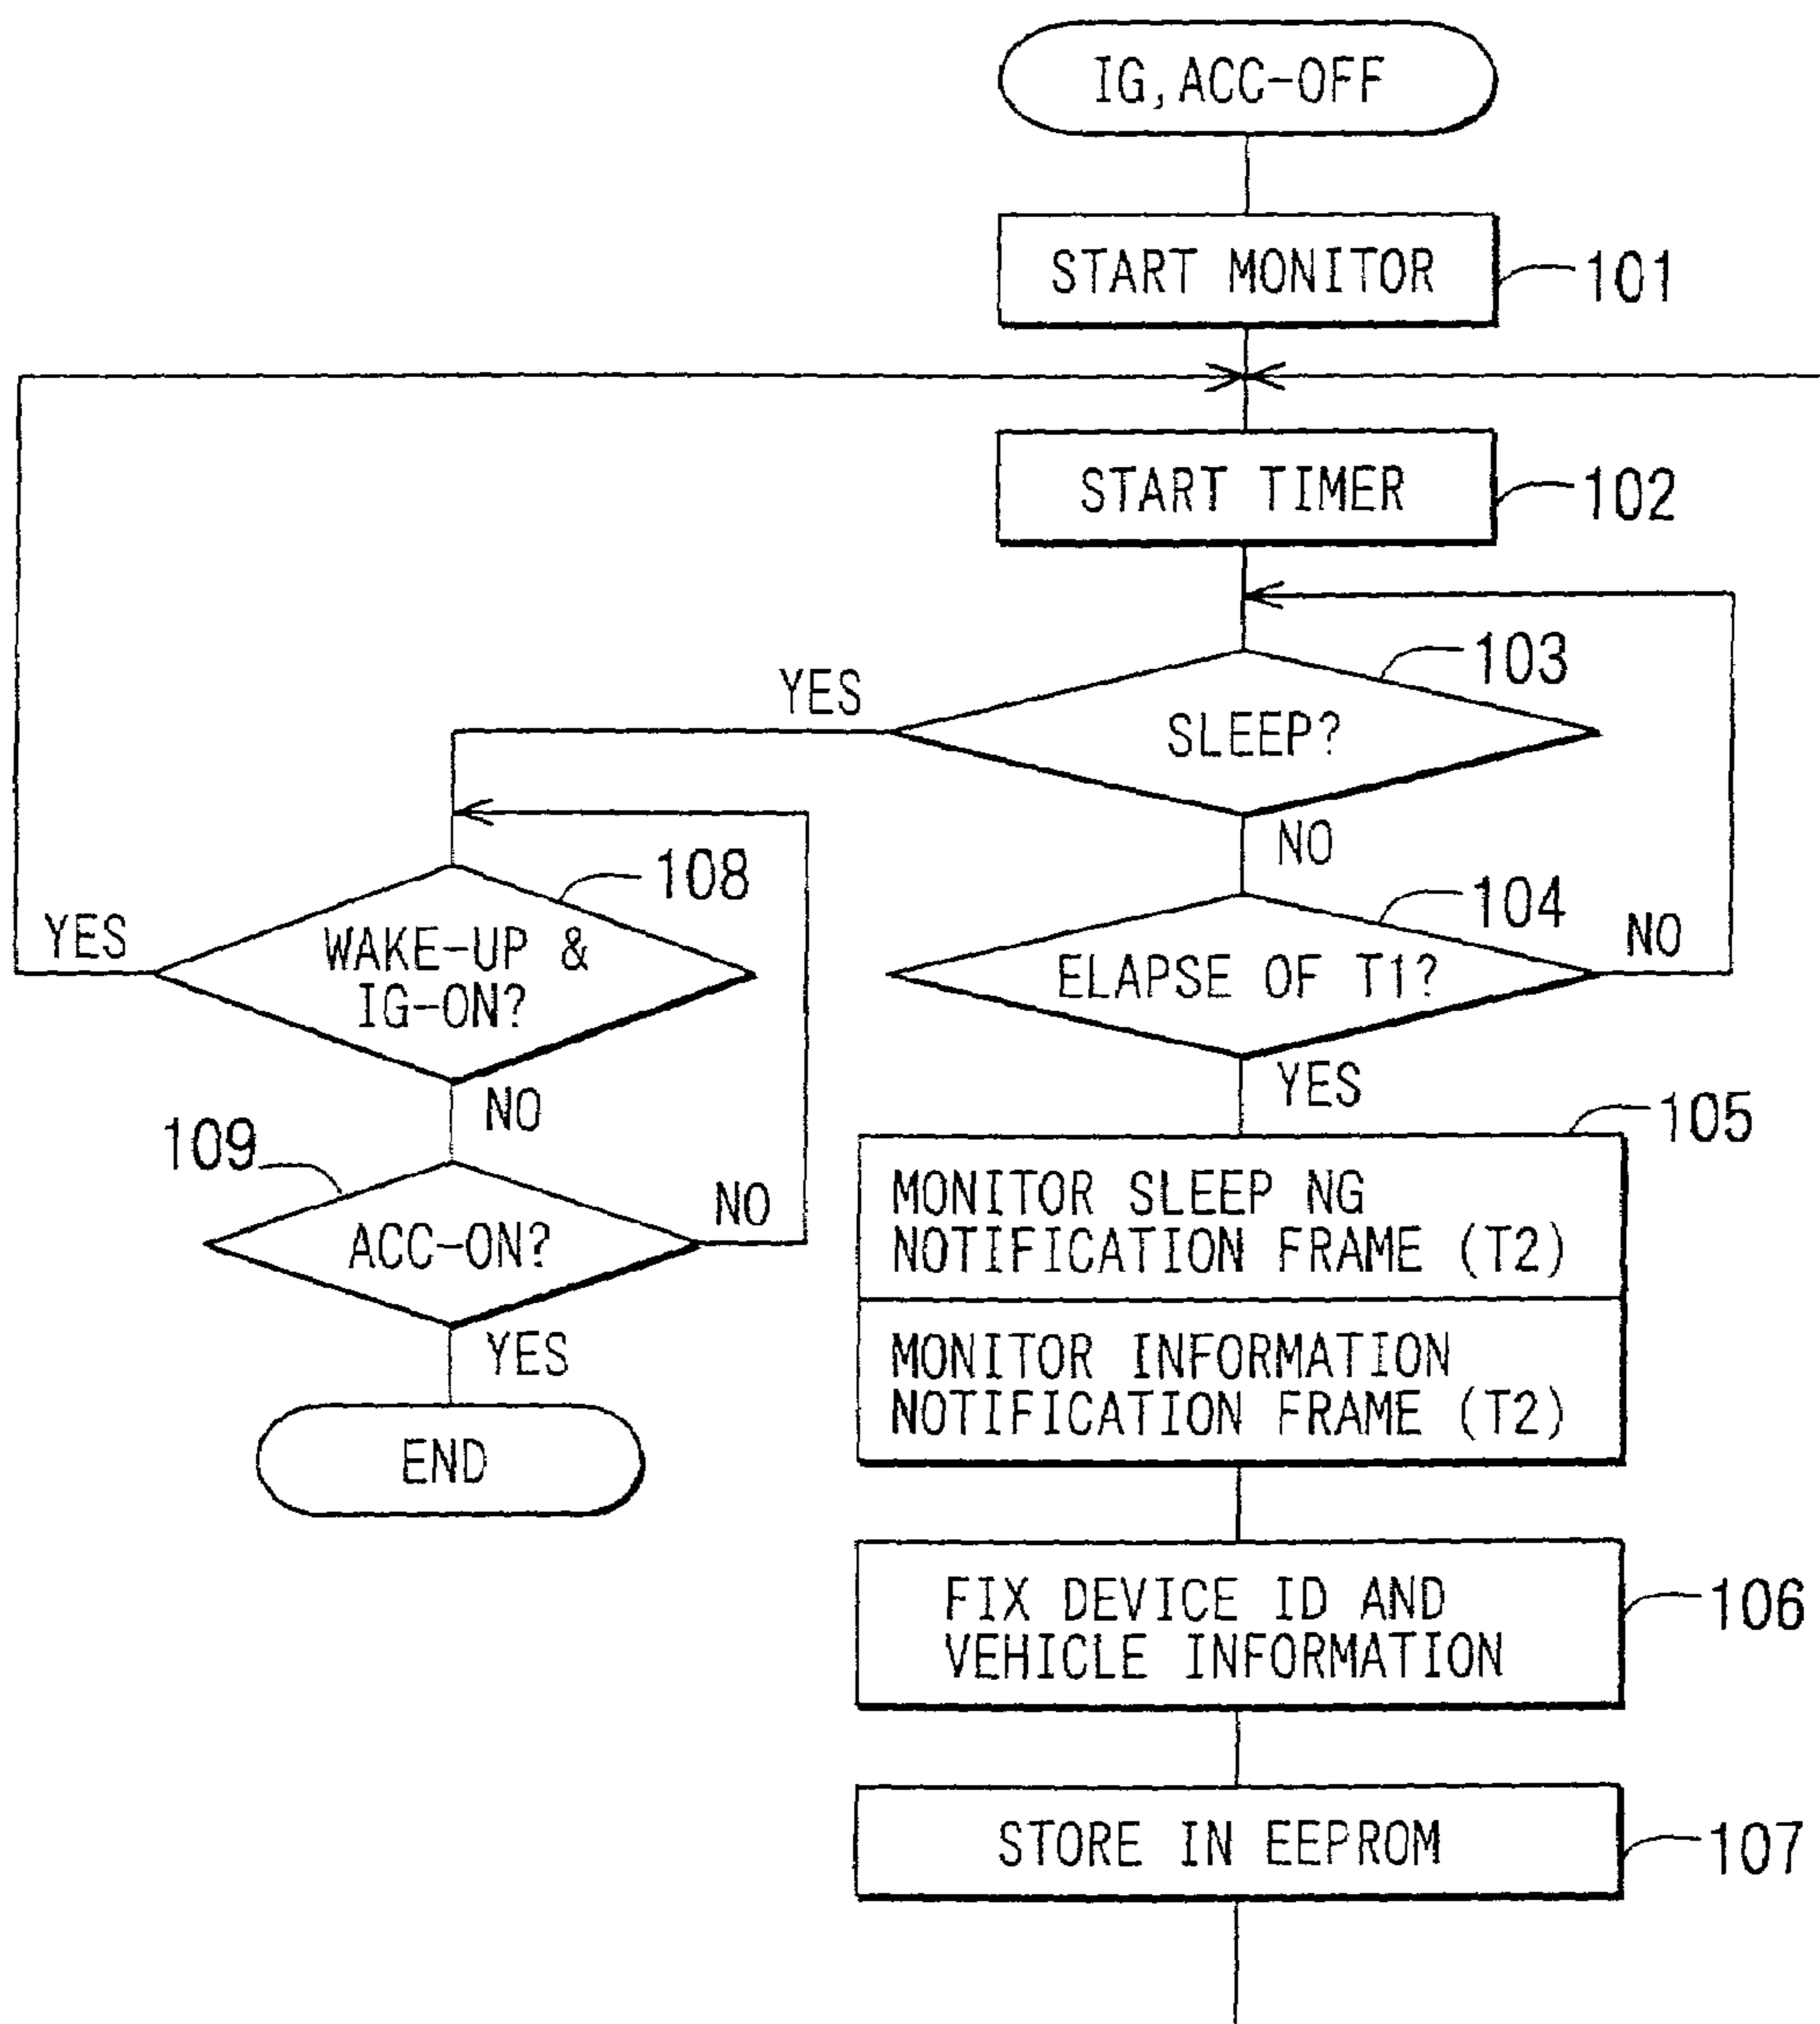 IG,ACC-OFF
START MONITOR
101
START TIMER
102
103
YES
SLEEP?
NO
108
104
YES
WAKE-UP &
IG-ON?
ELAPSE OF T1?
NO
NO
YES
109
105
ACC-ON?
NO
MONITOR SLEEP NG
NOTIFICATION FRAME (T2)
YES
MONITOR INFORMATION
NOTIFICATION FRAME (T2)
END
FIX DEVICE ID AND
VEHICLE INFORMATION
106
STORE IN EEPROM
107